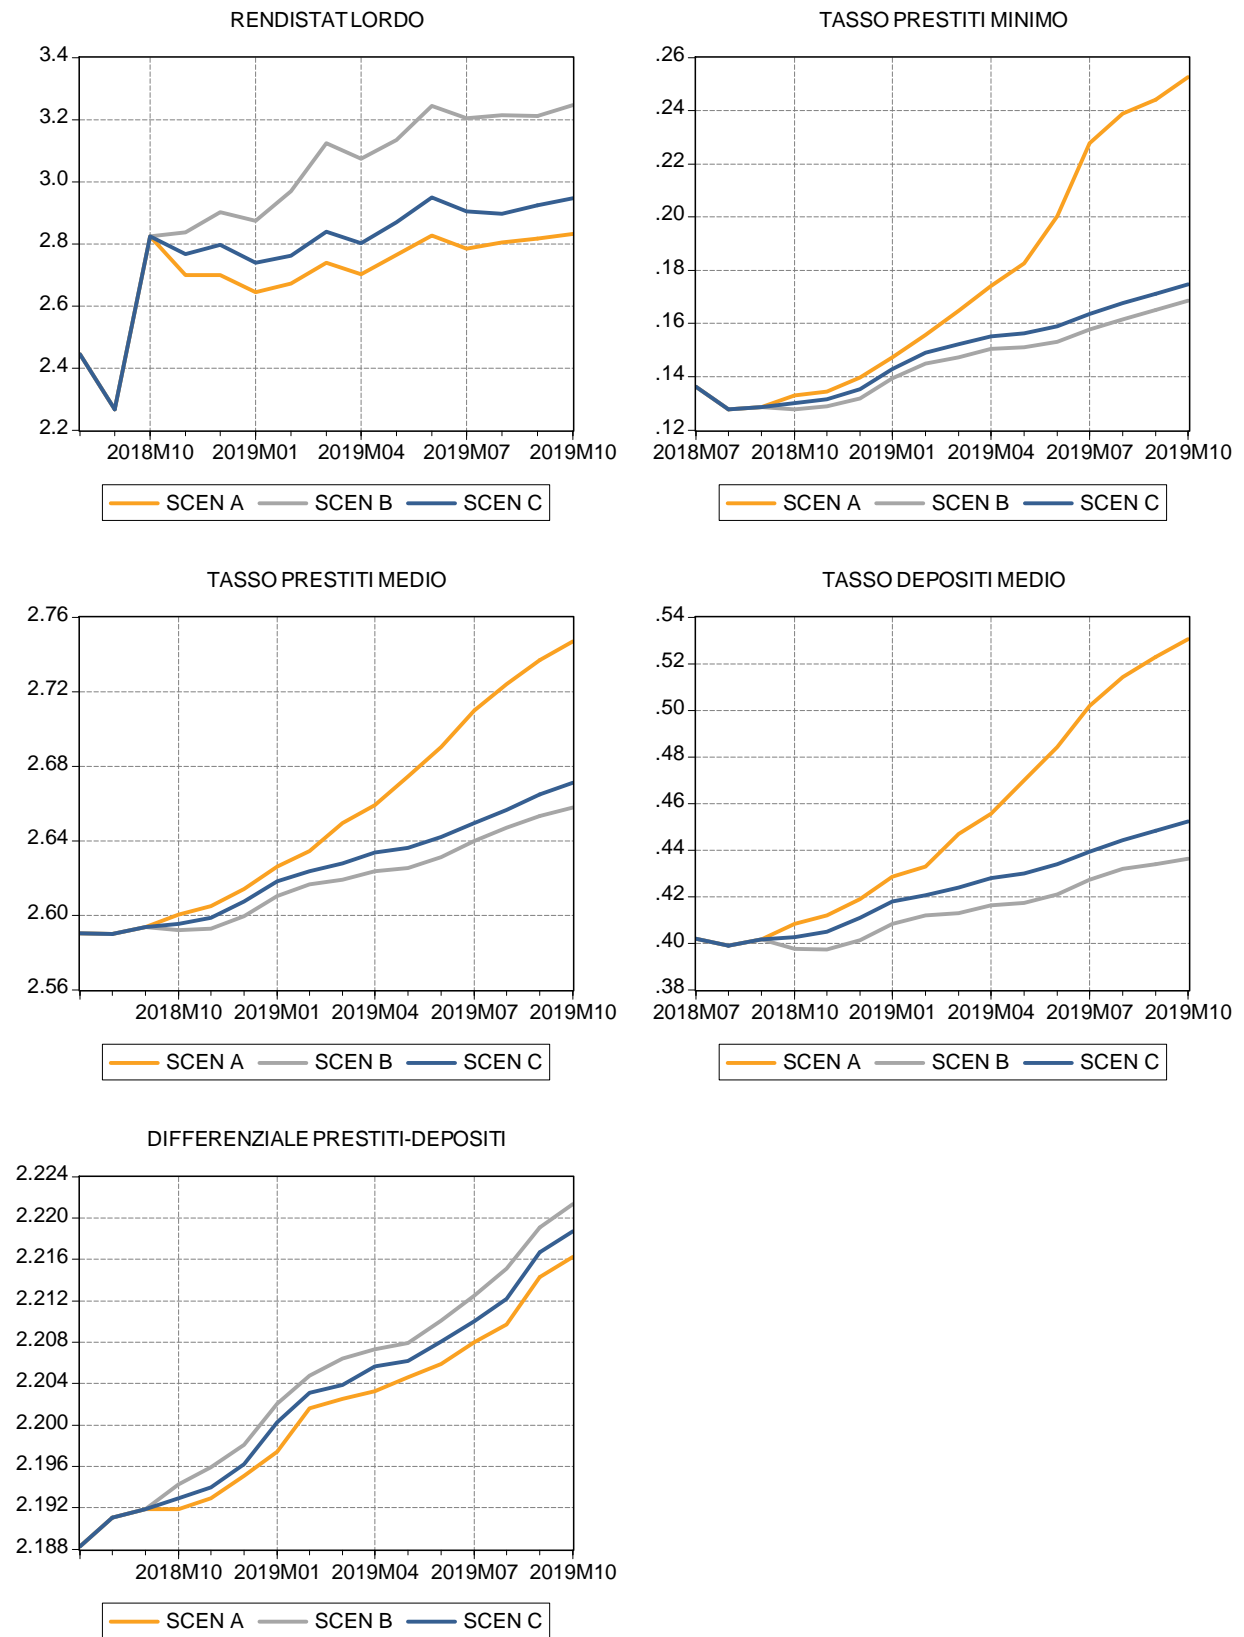 RENDISTAT LORDO
3.4
3.2
3.0
2.8
2.6
2.4
2.2
2018M10 2019M01 2019M04 2019M07 2019M10
SCEN A SCEN B SCEN C
TASSO PRESTITI MINIMO
.26
.24
.22
.20
.18
.16
.14
.12
2018M07 2018M10 2019M01 2019M04 2019M07 2019M10
SCEN A SCEN B SCEN C
TASSO PRESTITI MEDIO
2.76
2.72
2.68
2.64
2.60
2.56
2018M10 2019M01 2019M04 2019M07 2019M10
SCEN A SCEN B SCEN C
TASSO DEPOSITI MEDIO
.54
.52
.50
.48
.46
.44
.42
.40
.38
2018M07 2018M10 2019M01 2019M04 2019M07 2019M10
SCEN A SCEN B SCEN C
DIFFERENZIALE PRESTITI-DEPOSITI
2.224
2.220
2.216
2.212
2.208
2.204
2.200
2.196
2.192
2.188
2018M10 2019M01 2019M04 2019M07 2019M10
SCEN A SCEN B SCEN C